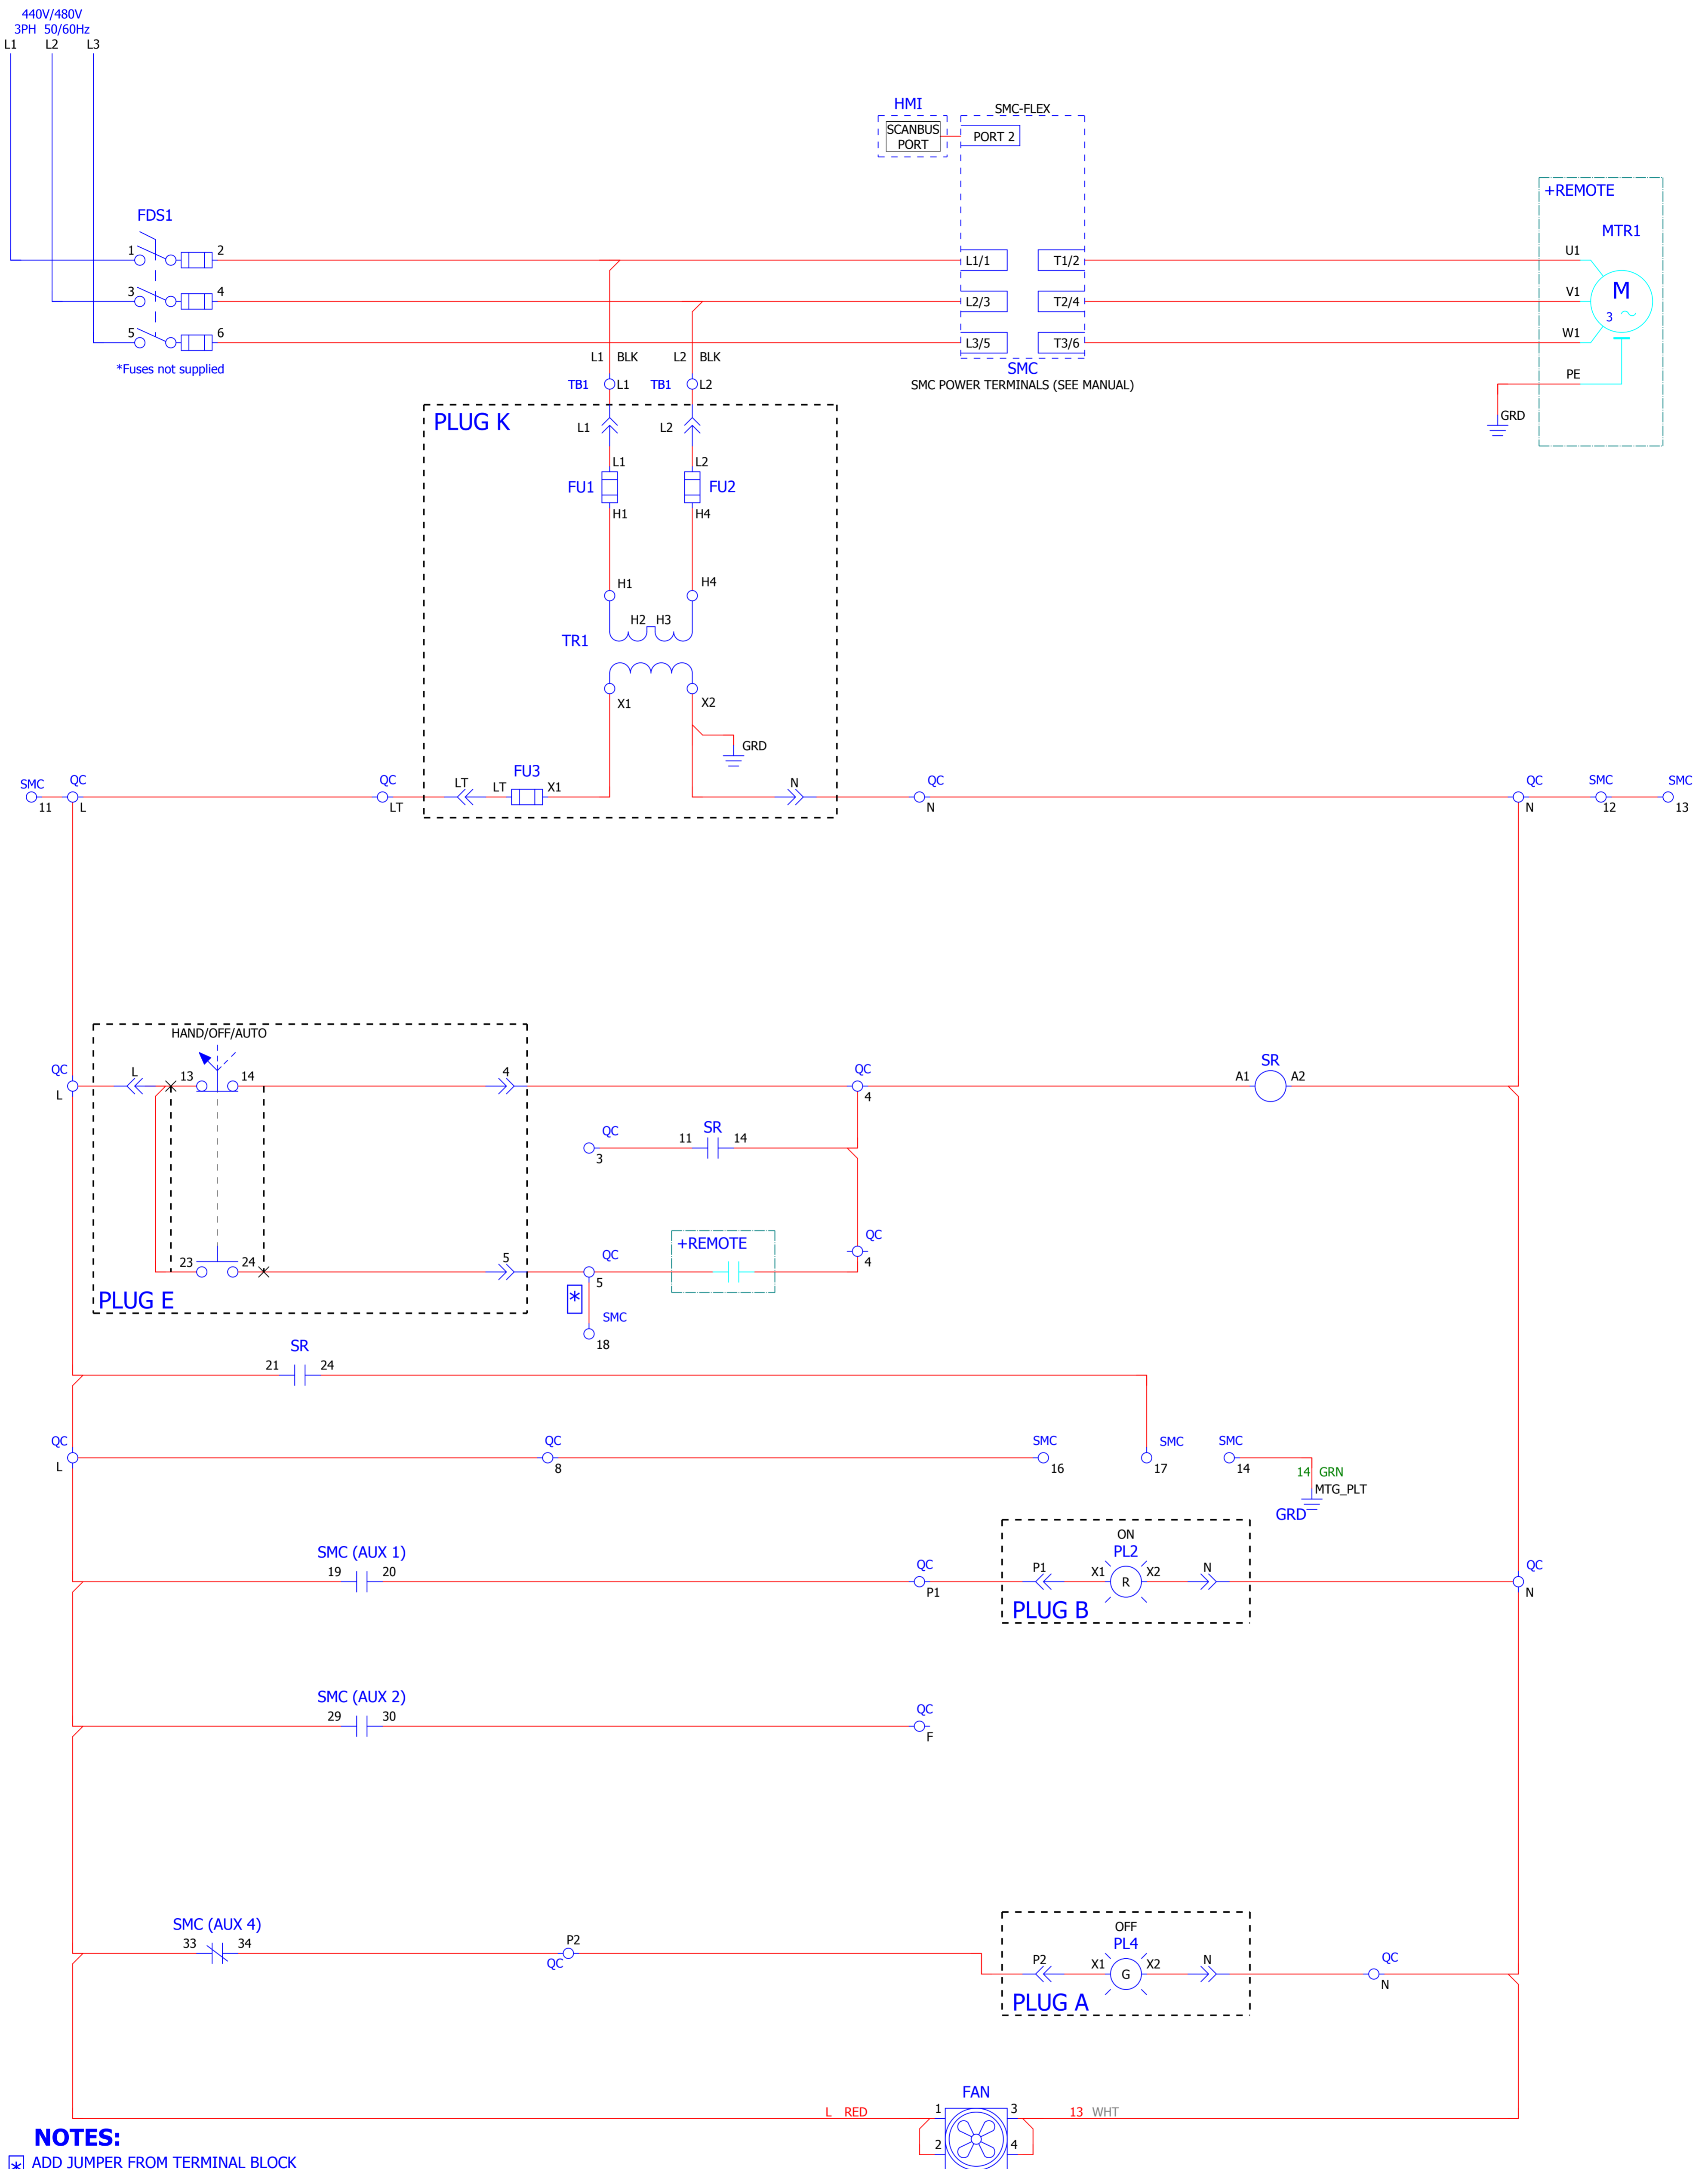 440V/480V
3PH 50/60Hz
L1 L2 L3
HMI
SCANBUS
PORT
SMC-FLEX
PORT 2
+REMOTE
MTR1
FDS1
1 2
3 4
5 6
*Fuses not supplied
L1/1 T1/2
L2/3 T2/4
L3/5 T3/6
SMC
SMC POWER TERMINALS (SEE MANUAL)
U1
V1
W1
PE
M
3
GRD
L1 BLK L2 BLK
TB1 L1 TB1 L2
PLUG K
L1 L2
L1 L2
FU1 FU2
H1 H4
H1 H4
H2 H3
TR1
X1 X2
GRD
FU3
LT LT X1
N
SMC QC QC QC QC SMC SMC
11 L LT N N 12 13
HAND/OFF/AUTO
QC L 13 14 4 QC SR
L 4 A1 A2
QC SR
3 11 14
23 24 5 QC
5
+REMOTE
QC
4
PLUG E
*
SMC
18
SR
21 24
QC QC SMC SMC SMC
L 8 16 17 14
14 GRN
MTG_PLT
GRD
SMC (AUX 1)
19 20
QC
P1
ON
PL2
P1 X1 R X2 N
PLUG B
QC
N
SMC (AUX 2)
29 30
QC
F
SMC (AUX 4)
33 34
P2
QC
OFF
PL4
P2 X1 G X2 N
PLUG A
QC
N
FAN
L RED 1 3 13 WHT
2 4
NOTES:
* ADD JUMPER FROM TERMINAL BLOCK